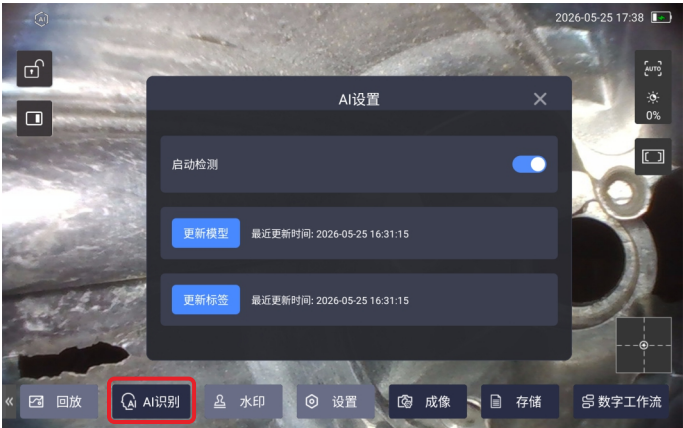 AI
2026-05-25 17:38
AUTO
0%
AI设置
启动检测
更新模型 最近更新时间: 2026-05-25 16:31:15
更新标签 最近更新时间: 2026-05-25 16:31:15
« 回放 AI AI识别 水印 设置 成像 存储 数字工作流